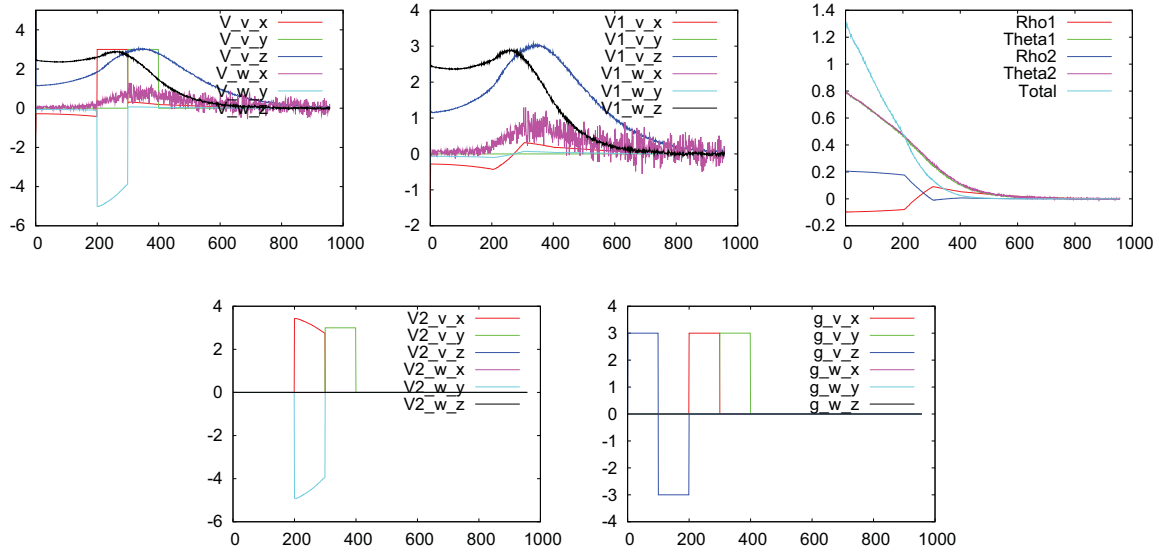 4
2
0
-2
-4
-6
0 200 400 600 800 1000
V_v_x
V_v_y
V_v_z
V_w_x
V_w_y
V_w_z
4
3
2
1
0
-1
-2
0 200 400 600 800 1000
V1_v_x
V1_v_y
V1_v_z
V1_w_x
V1_w_y
V1_w_z
1.4
1.2
1
0.8
0.6
0.4
0.2
0
-0.2
0 200 400 600 800 1000
Rho1
Theta1
Rho2
Theta2
Total
4
2
0
-2
-4
-6
0 200 400 600 800 1000
V2_v_x
V2_v_y
V2_v_z
V2_w_x
V2_w_y
V2_w_z
4
3
2
1
0
-1
-2
-3
-4
0 200 400 600 800 1000
g_v_x
g_v_y
g_v_z
g_w_x
g_w_y
g_w_z